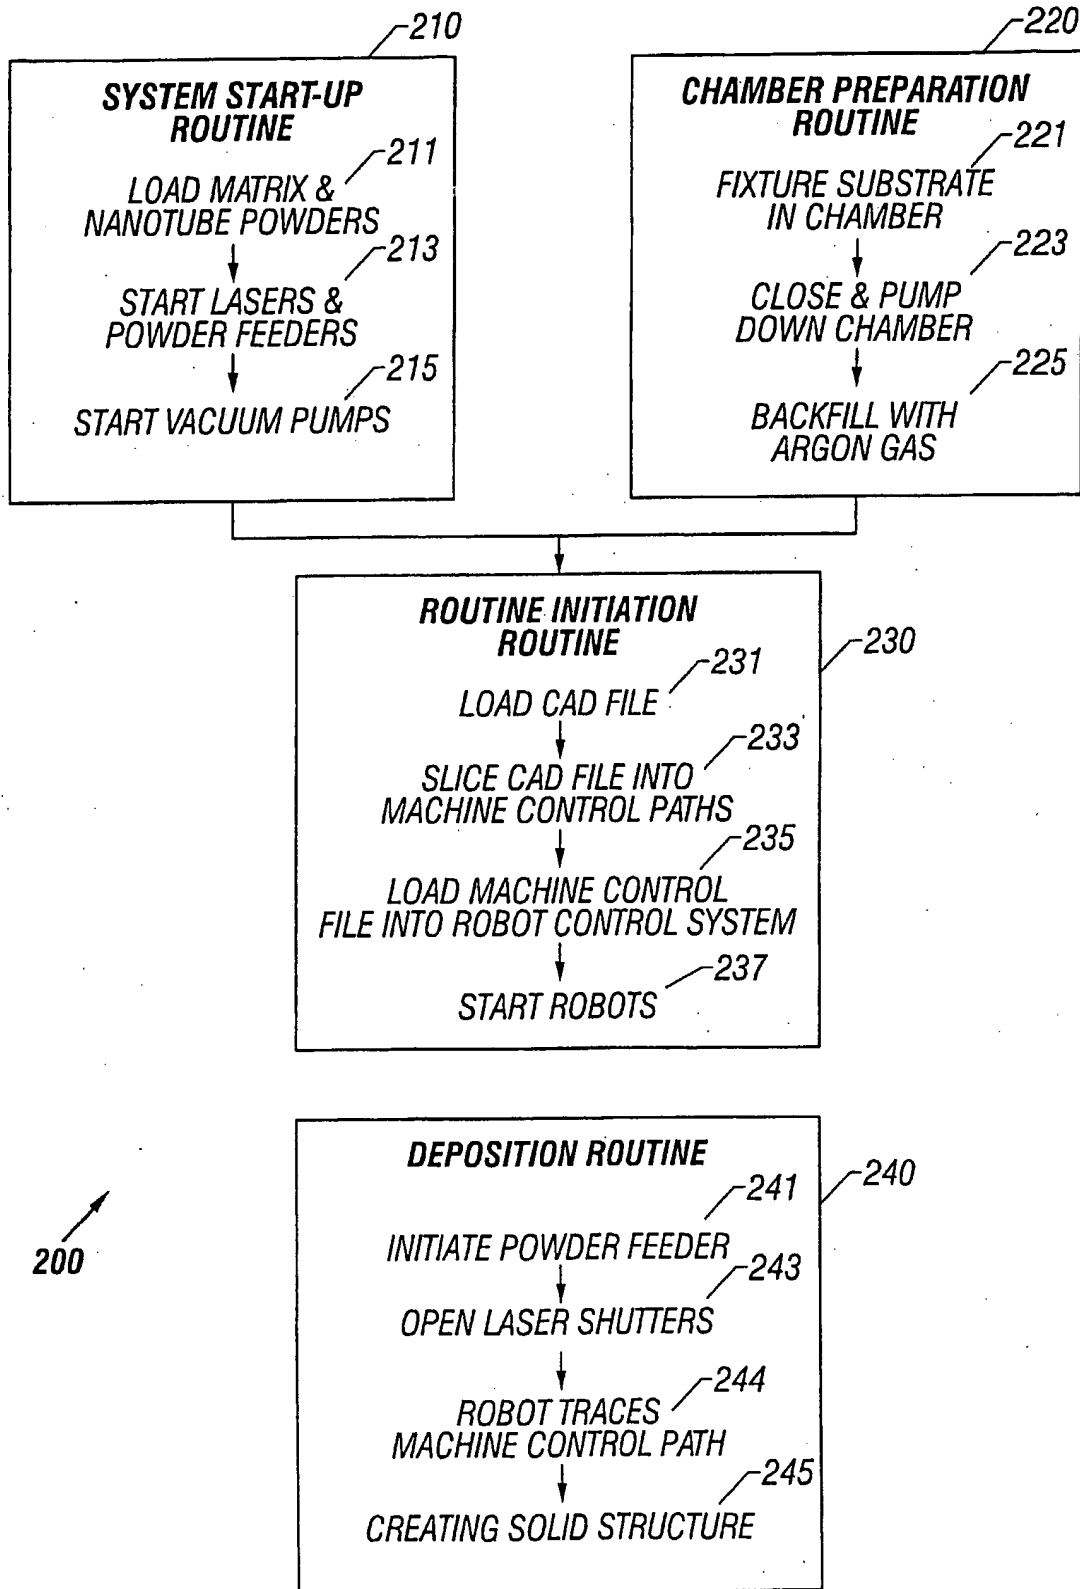 210
SYSTEM START-UP
ROUTINE
211
LOAD MATRIX &
NANOTUBE POWDERS
213
START LASERS &
POWDER FEEDERS
215
START VACUUM PUMPS
220
CHAMBER PREPARATION
ROUTINE
221
FIXTURE SUBSTRATE
IN CHAMBER
223
CLOSE & PUMP
DOWN CHAMBER
225
BACKFILL WITH
ARGON GAS
ROUTINE INITIATION
ROUTINE
230
231
LOAD CAD FILE
233
SLICE CAD FILE INTO
MACHINE CONTROL PATHS
235
LOAD MACHINE CONTROL
FILE INTO ROBOT CONTROL SYSTEM
237
START ROBOTS
DEPOSITION ROUTINE
240
241
INITIATE POWDER FEEDER
243
OPEN LASER SHUTTERS
244
ROBOT TRACES
MACHINE CONTROL PATH
245
CREATING SOLID STRUCTURE
200